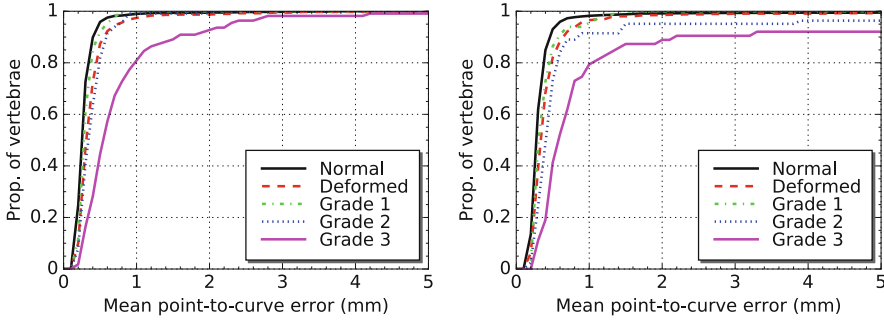 1
0.8
0.6
0.4
0.2
0
Prop. of vertebrae
Normal
Deformed
Grade 1
Grade 2
Grade 3
0 1 2 3 4 5
Mean point-to-curve error (mm)
1
0.8
0.6
0.4
0.2
0
Prop. of vertebrae
Normal
Deformed
Grade 1
Grade 2
Grade 3
0 1 2 3 4 5
Mean point-to-curve error (mm)